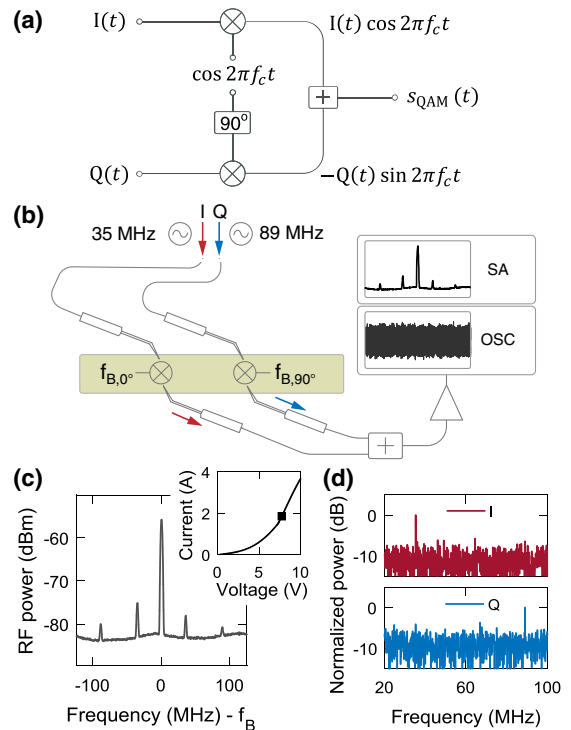 (a)
I(t)
I(t) cos 2πf_c t
cos 2πf_c t
s_QAM (t)
90°
Q(t)
−Q(t) sin 2πf_c t
(b)
I Q
35 MHz
89 MHz
SA
OSC
f_B,0°
f_B,90°
(c)
RF power (dBm)
-60
-70
-80
-100
0
100
Frequency (MHz) - f_B
Current (A)
4
2
0
0
5
10
Voltage (V)
(d)
Normalized power (dB)
0
-10
I
0
-10
Q
20
60
100
Frequency (MHz)